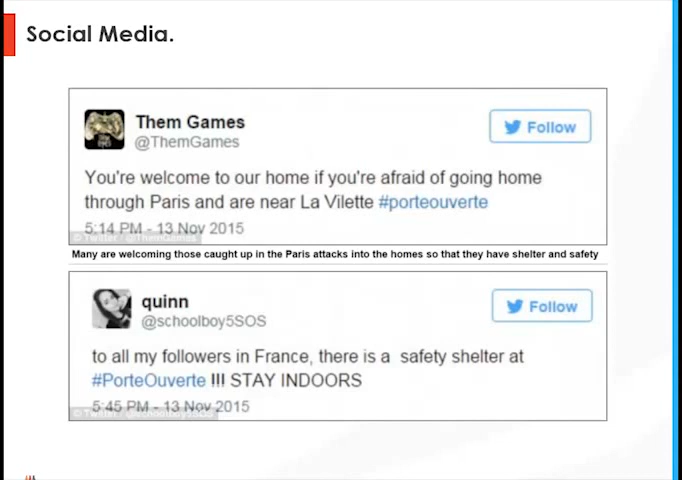 Social Media.
Them Games
@ThemGames
Follow
You're welcome to our home if you're afraid of going home
through Paris and are near La Vilette #porteouverte
5:14 PM - 13 Nov 2015
© Twitter / @ThemGames
Many are welcoming those caught up in the Paris attacks into the homes so that they have shelter and safety
quinn
@schoolboy5SOS
Follow
to all my followers in France, there is a safety shelter at
#PorteOuverte !!! STAY INDOORS
5:45 PM - 13 Nov 2015
© Twitter / @schoolboy5SOS